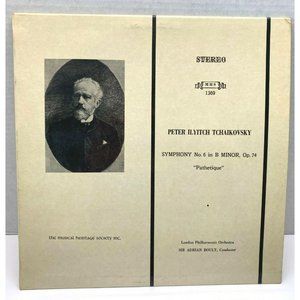 STEREO
MHS
1369
PETER ILYITCH TCHAIKOVSKY
SYMPHONY No. 6 in B MINOR, Op. 74
"Pathetique"
the musical heritage society inc.
London Philharmonic Orchestra
SIR ADRIAN BOULT, Conductor